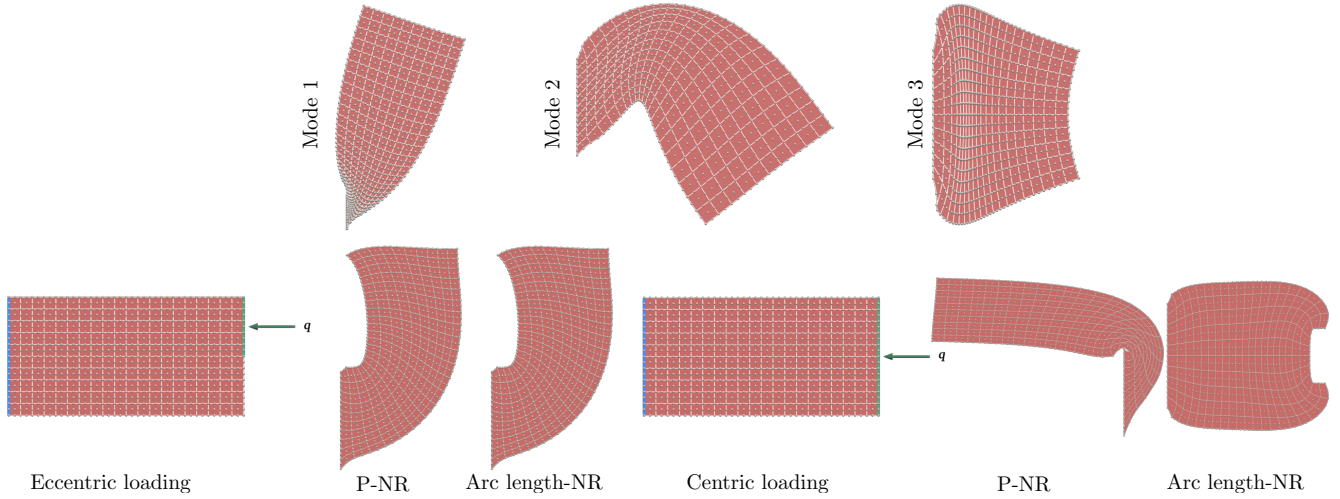 Mode 1
Mode 2
Mode 3
q
q
Eccentric loading
P-NR
Arc length-NR
Centric loading
P-NR
Arc length-NR